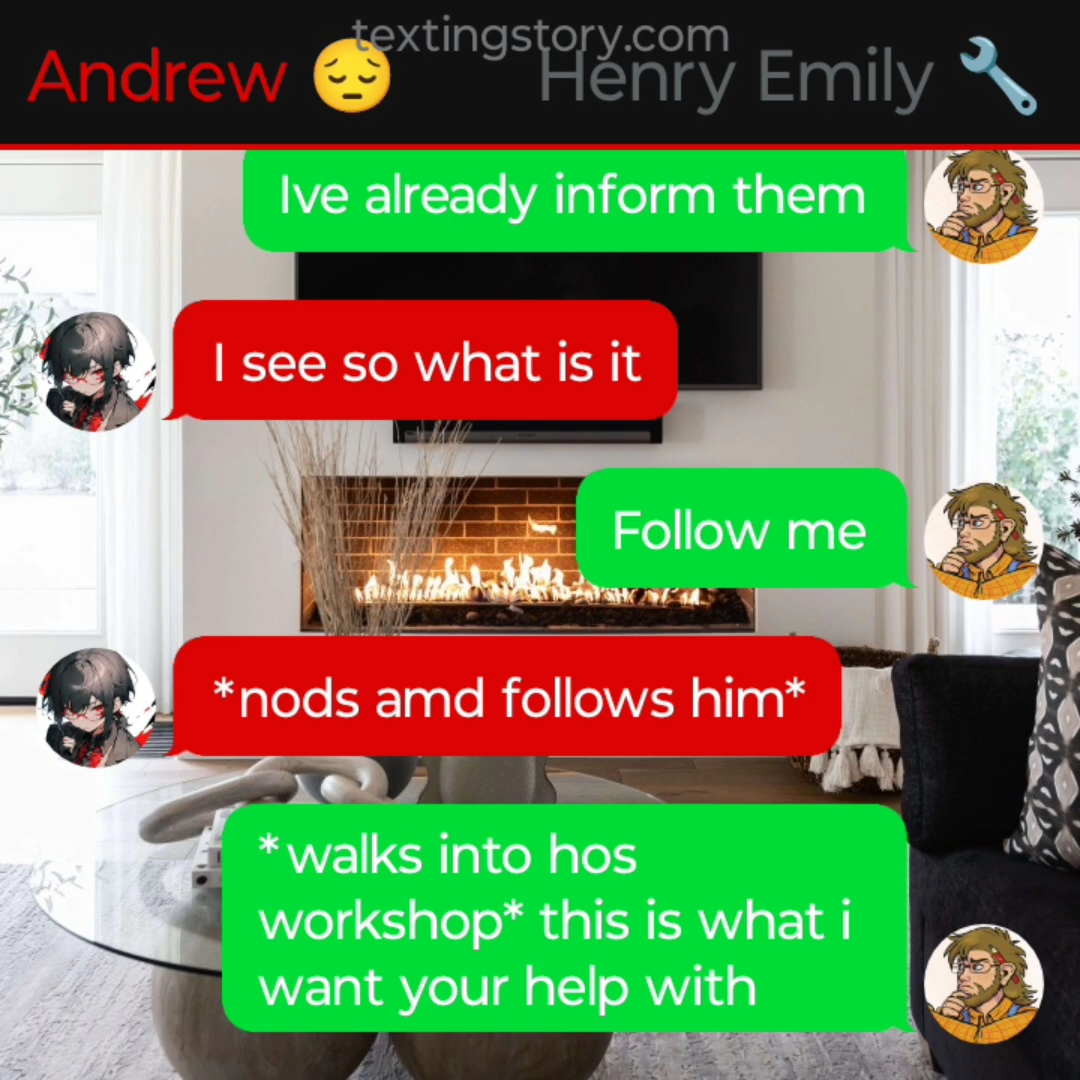 textingstory.com
Andrew 😔 Henry Emily 🔧
Ive already inform them
I see so what is it
Follow me
*nods amd follows him*
*walks into hos
workshop* this is what i
want your help with